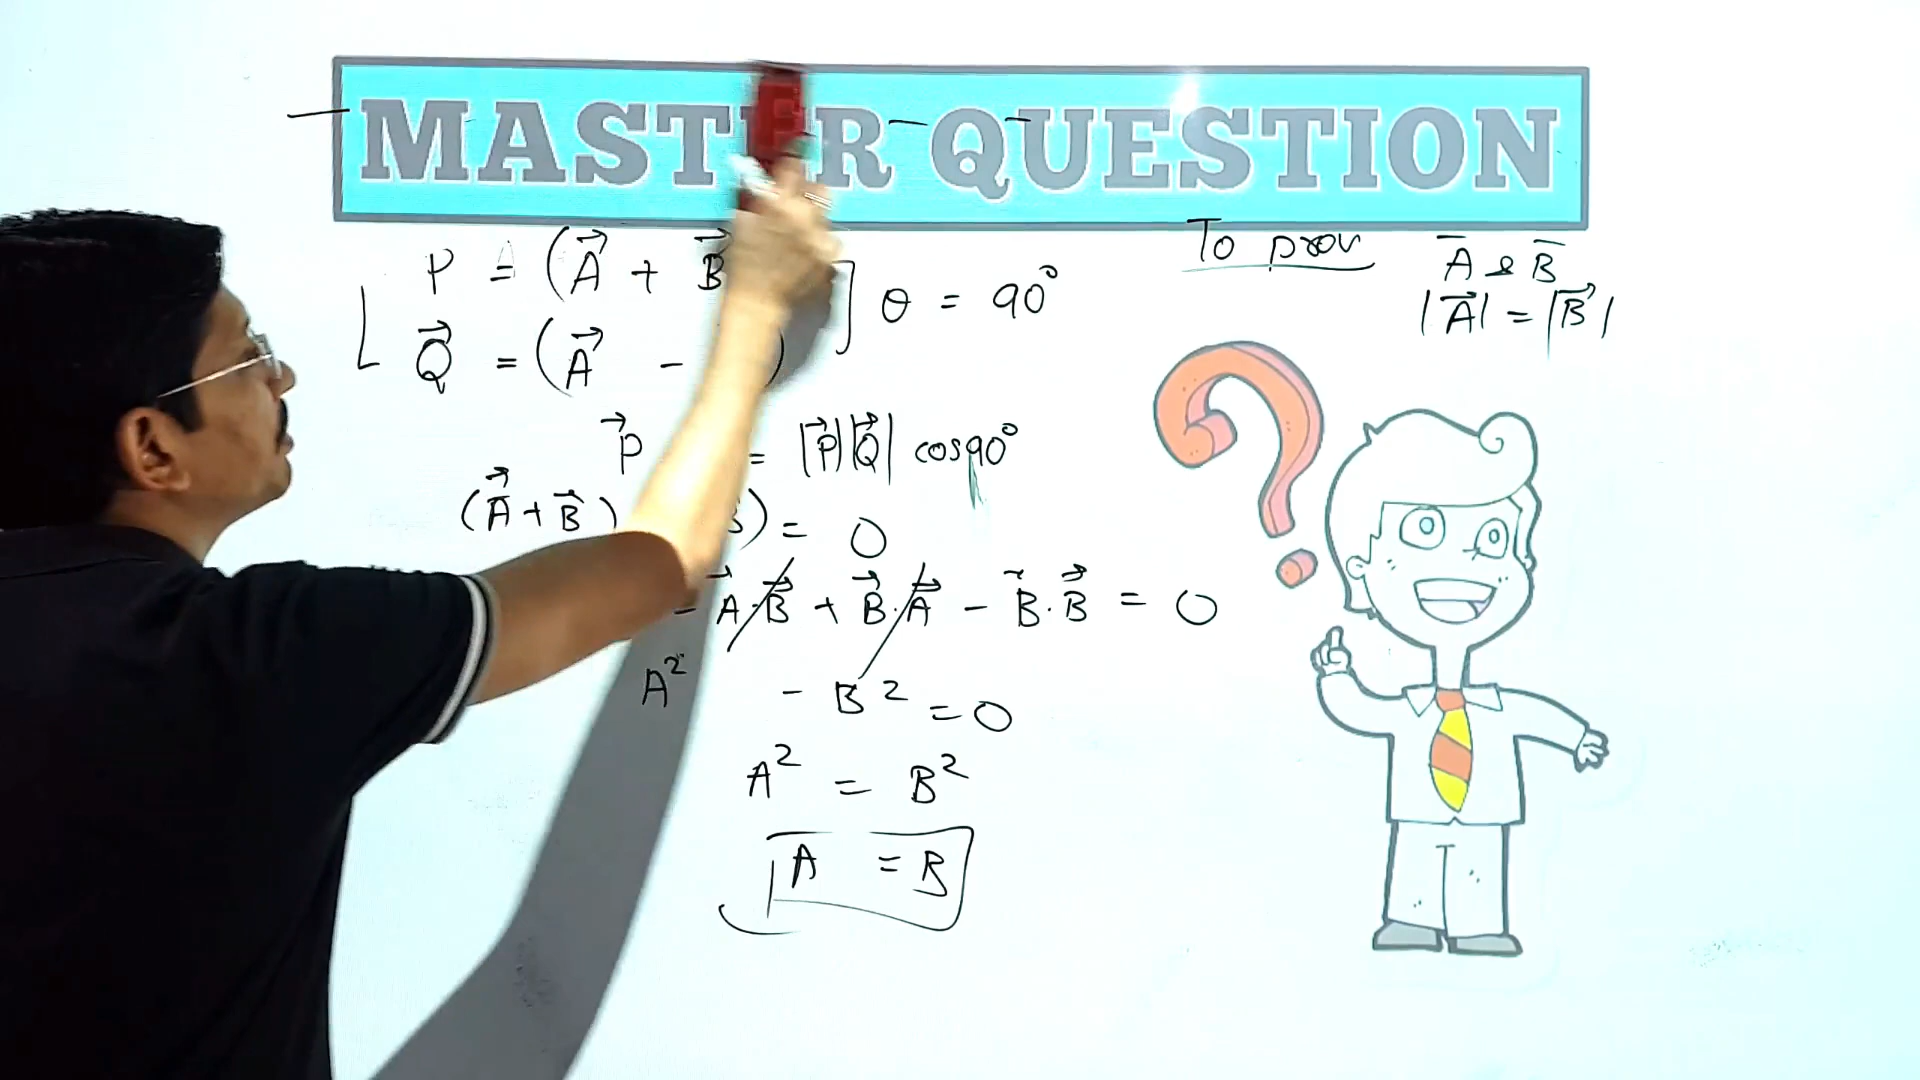 MASTER QUESTION
To prov
A⃗ & B⃗
|A⃗| = |B⃗|
P = (A⃗ + B⃗
θ = 90°
Q⃗ = (A⃗ - )
P⃗ = |P⃗||Q⃗| cos90°
(A⃗ + B⃗) ) = 0
- A⃗·B⃗ + B⃗·A⃗ - B⃗·B⃗ = 0
A² - B² = 0
A² = B²
A = B